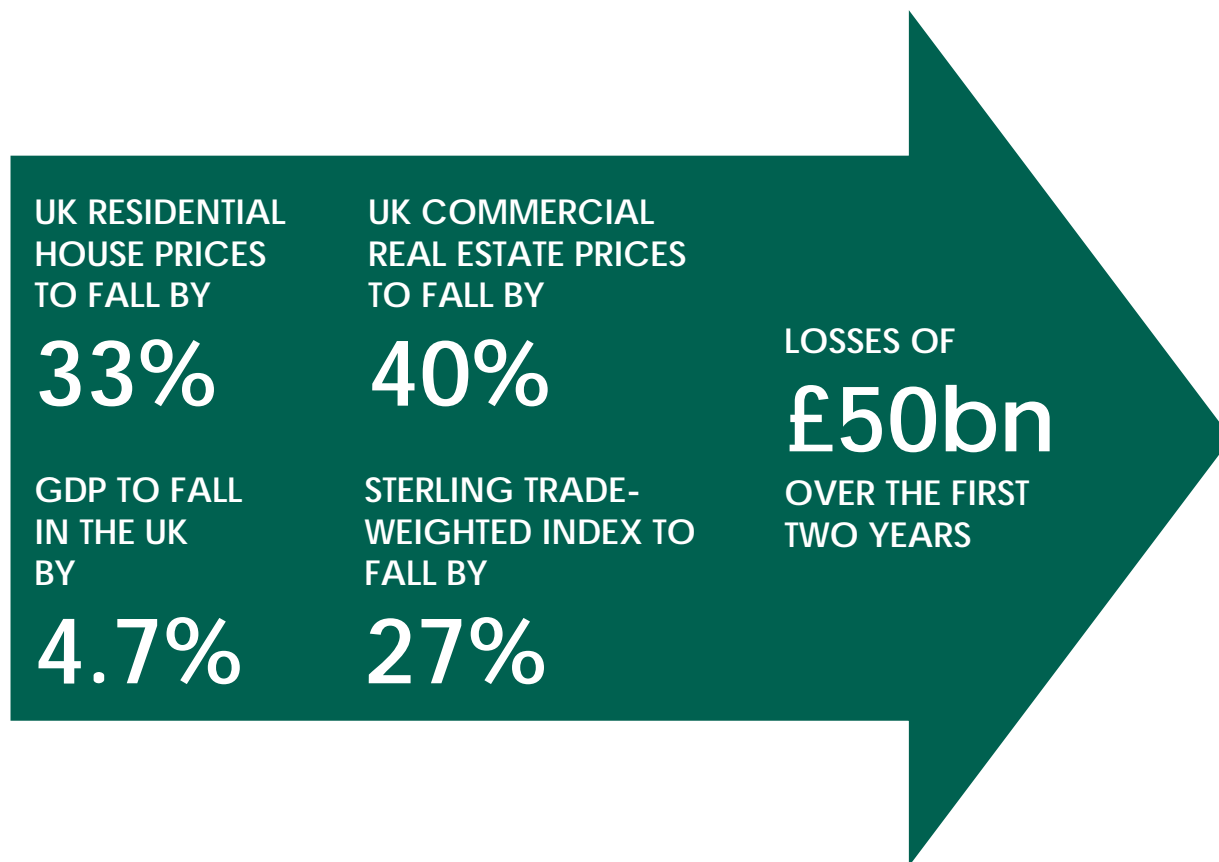 UK RESIDENTIAL
HOUSE PRICES
TO FALL BY
33%
UK COMMERCIAL
REAL ESTATE PRICES
TO FALL BY
40%
GDP TO FALL
IN THE UK
BY
4.7%
STERLING TRADE-
WEIGHTED INDEX TO
FALL BY
27%
LOSSES OF
£50bn
OVER THE FIRST
TWO YEARS